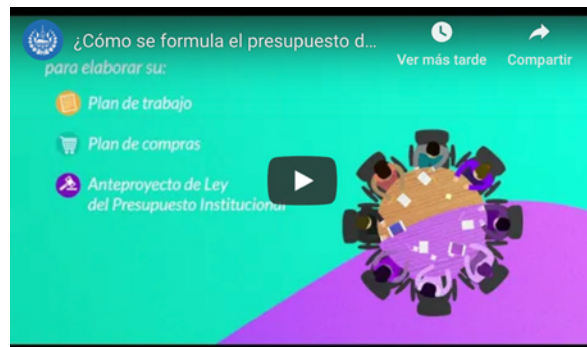 ¿Cómo se formula el presupuesto d...
Ver más tarde
Compartir
para elaborar su:
Plan de trabajo
Plan de compras
Anteproyecto de Ley
del Presupuesto Institucional